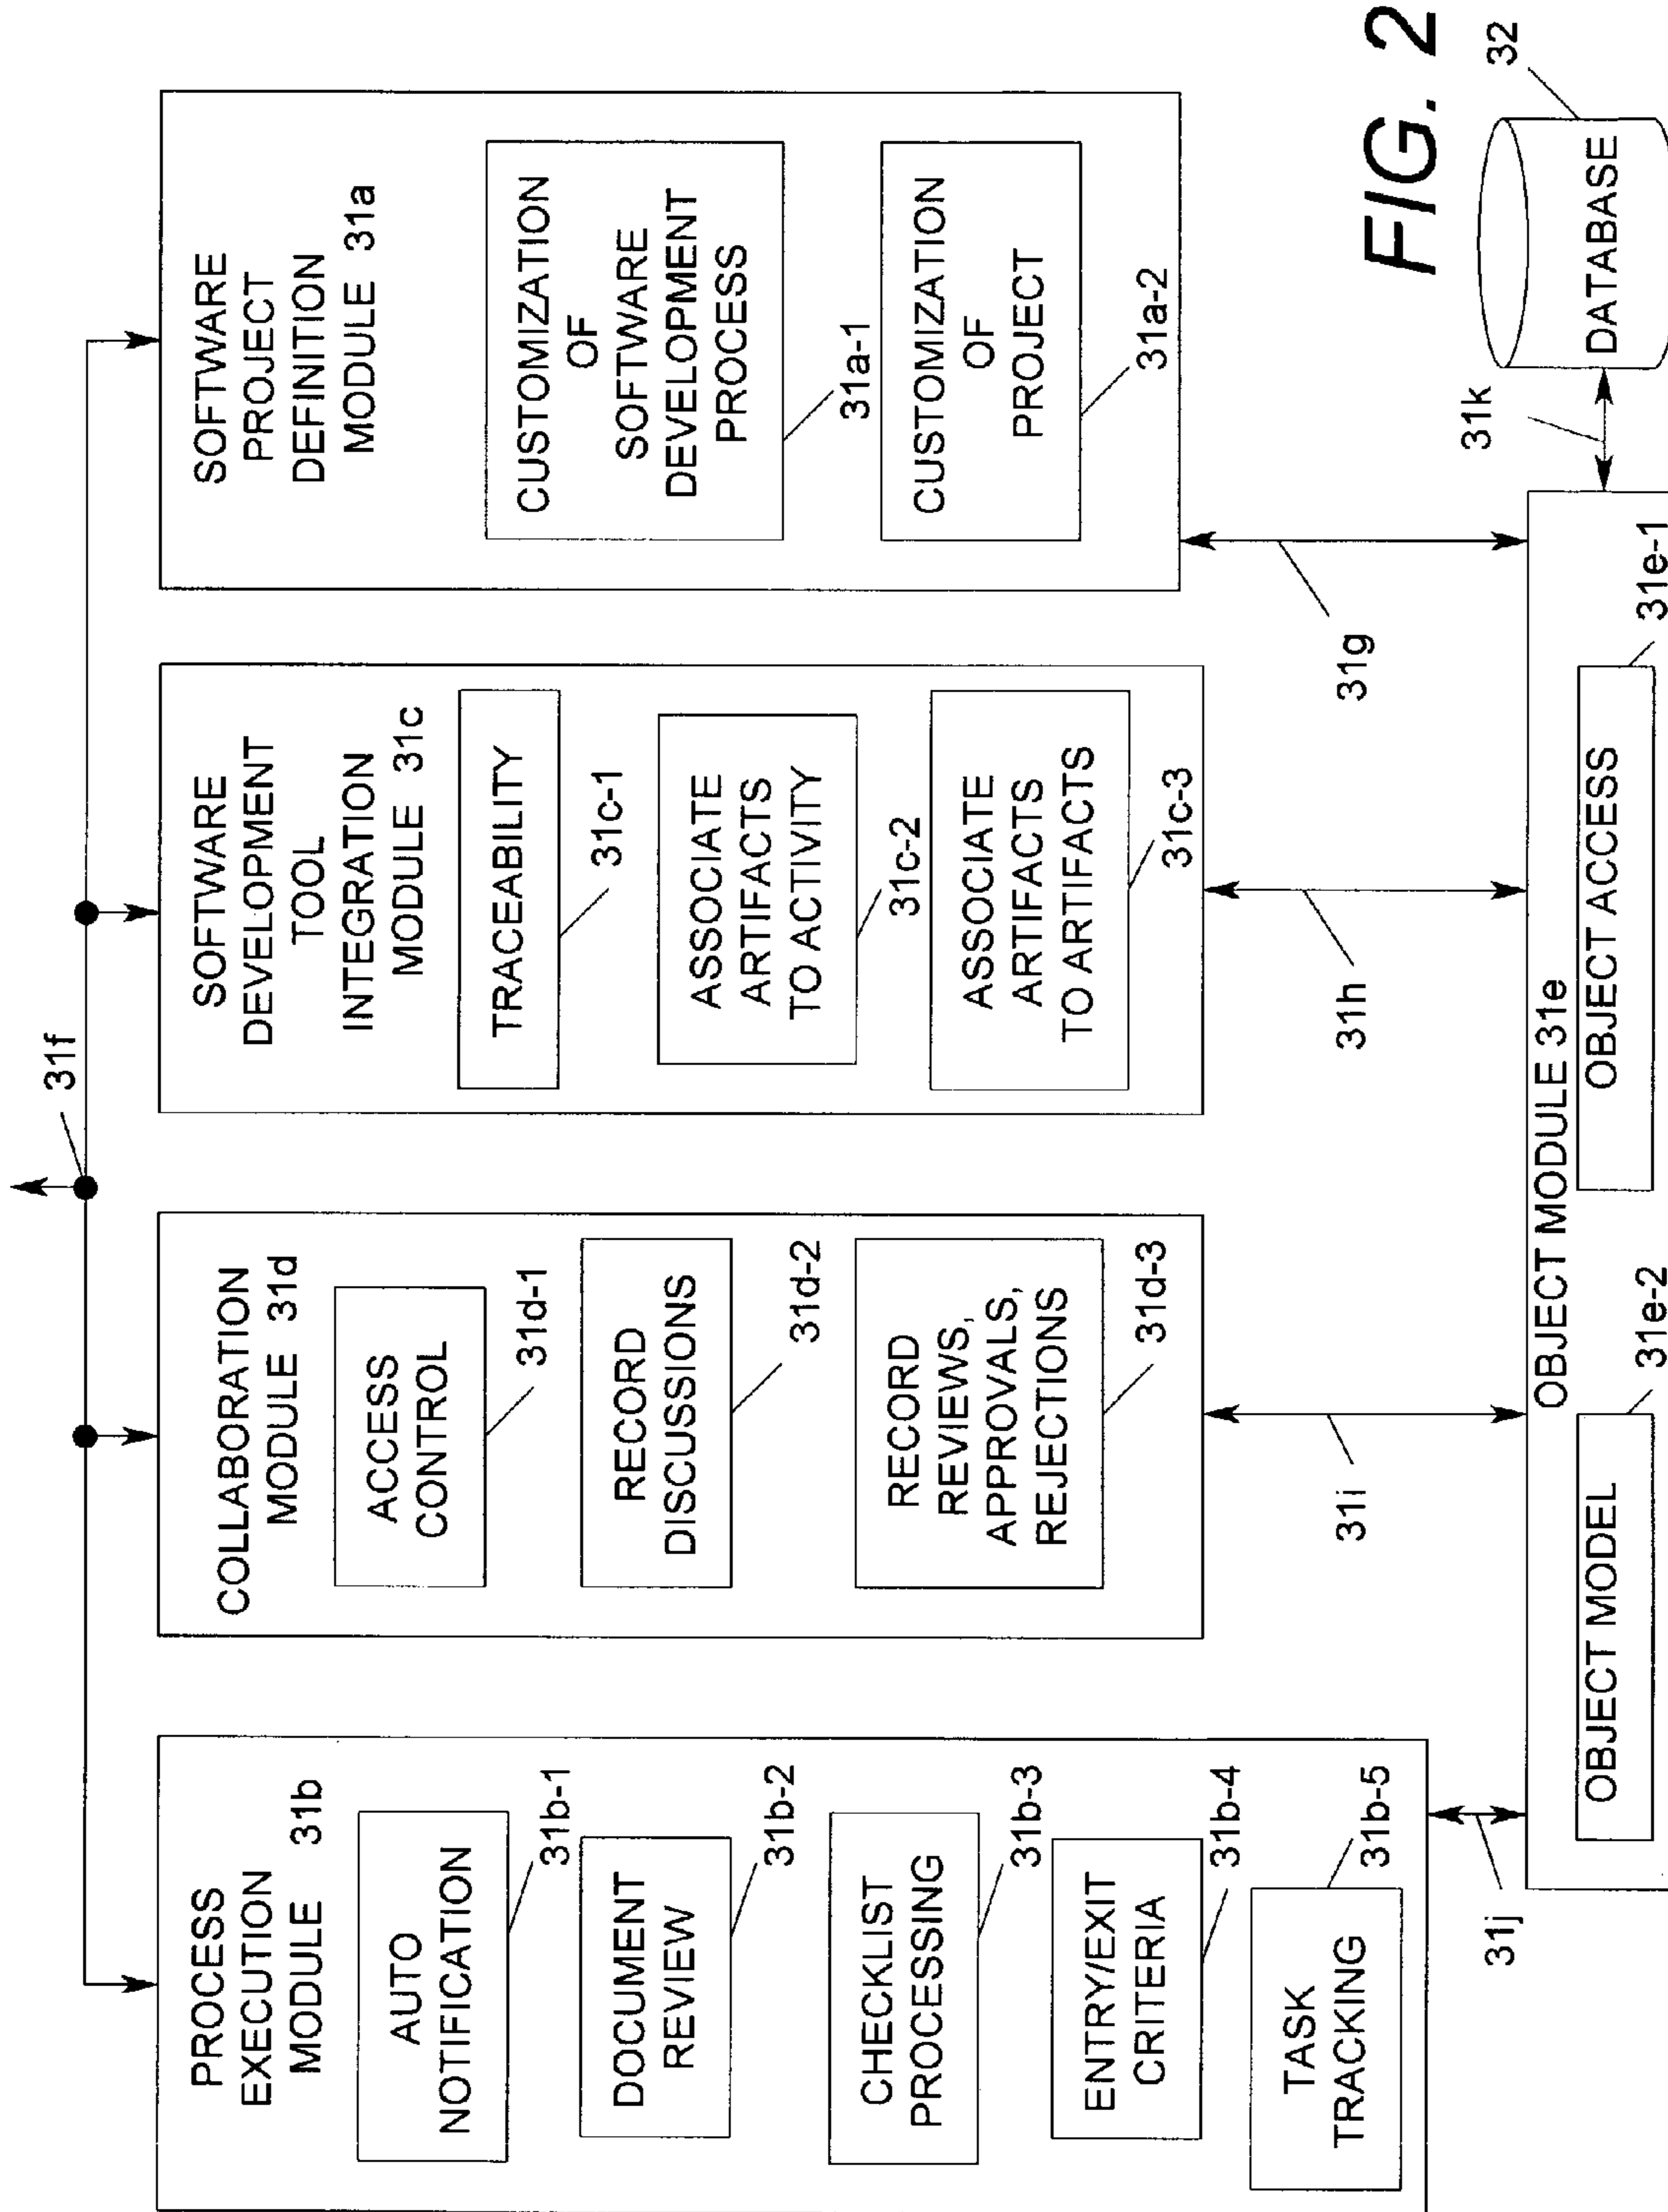 31f
PROCESS
EXECUTION
MODULE 31b
AUTO
NOTIFICATION
31b-1
DOCUMENT
REVIEW
31b-2
CHECKLIST
PROCESSING
31b-3
ENTRY/EXIT
CRITERIA
31b-4
TASK
TRACKING
31b-5
COLLABORATION
MODULE 31d
ACCESS
CONTROL
31d-1
RECORD
DISCUSSIONS
31d-2
RECORD
REVIEWS,
APPROVALS,
REJECTIONS
31d-3
SOFTWARE
DEVELOPMENT
TOOL
INTEGRATION
MODULE 31c
TRACEABILITY
31c-1
ASSOCIATE
ARTIFACTS
TO ACTIVITY
31c-2
ASSOCIATE
ARTIFACTS
TO ARTIFACTS
31c-3
SOFTWARE
PROJECT
DEFINITION
MODULE 31a
CUSTOMIZATION
OF
SOFTWARE
DEVELOPMENT
PROCESS
31a-1
CUSTOMIZATION
OF
PROJECT
31a-2
31j
31i
31h
31g
OBJECT MODULE 31e
OBJECT MODEL
31e-2
OBJECT ACCESS
31e-1
31k
DATABASE
32
FIG. 2